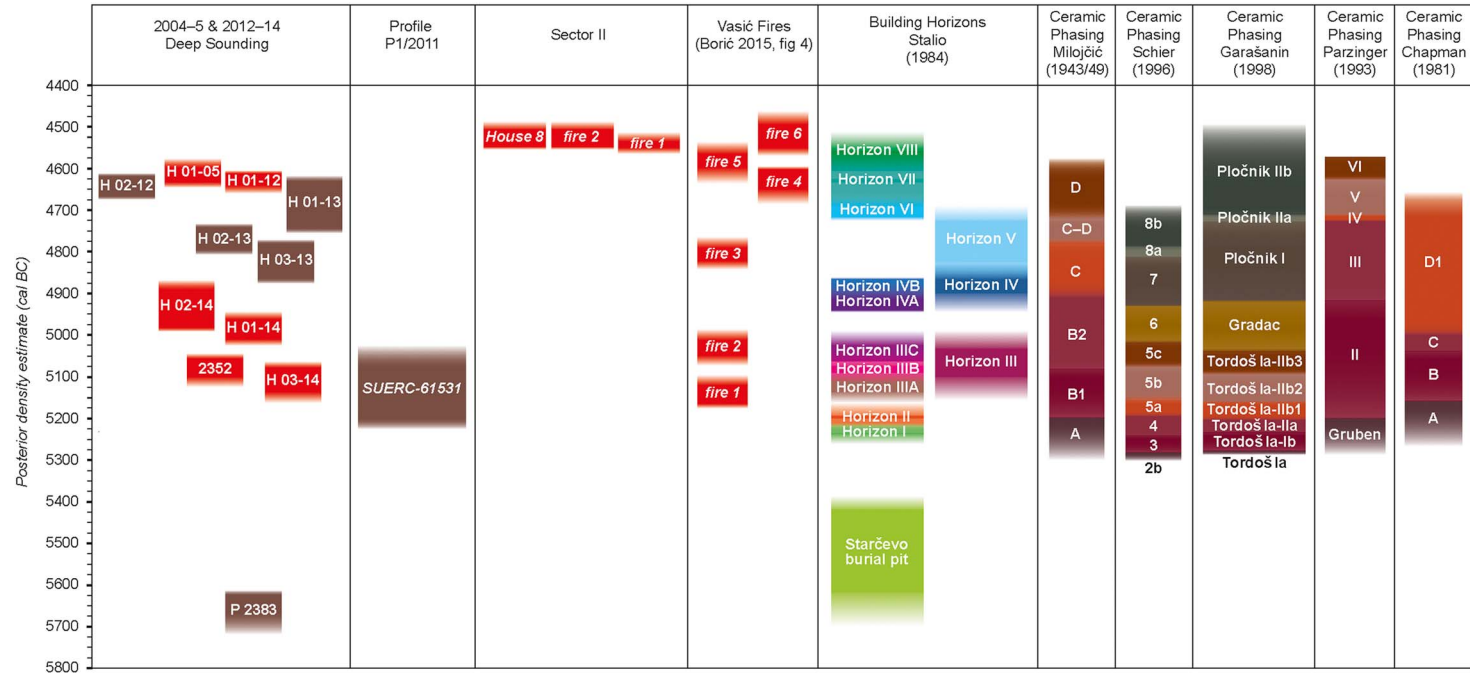 2004–5 & 2012–14
Deep Sounding
Profile
P1/2011
Sector II
Vasić Fires
(Borić 2015, fig 4)
Building Horizons
Stalio
(1984)
Ceramic
Phasing
Milojčić
(1943/49)
Ceramic
Phasing
Schier
(1996)
Ceramic
Phasing
Garašanin
(1998)
Ceramic
Phasing
Parzinger
(1993)
Ceramic
Phasing
Chapman
(1981)
Posterior density estimate (cal BC)
4400
4500
4600
4700
4800
4900
5000
5100
5200
5300
5400
5500
5600
5700
5800
H 02-12
H 01-05
H 01-12
H 01-13
H 02-13
H 03-13
H 02-14
H 01-14
2352
H 03-14
P 2383
SUERC-61531
House 8
fire 2
fire 1
fire 6
fire 5
fire 4
fire 3
fire 2
fire 1
Horizon VIII
Horizon VII
Horizon VI
Horizon V
Horizon IVB
Horizon IV
Horizon IVA
Horizon IIIC
Horizon III
Horizon IIIB
Horizon IIIA
Horizon II
Horizon I
Starčevo
burial pit
D
C–D
C
B2
B1
A
8b
8a
7
6
5c
5b
5a
4
3
2b
Pločnik IIb
Pločnik IIa
Pločnik I
Gradac
Tordoš Ia-IIb3
Tordoš Ia-IIb2
Tordoš Ia-IIb1
Tordoš Ia-IIa
Tordoš Ia-Ib
Tordoš Ia
VI
V
IV
III
II
Gruben
D1
C
B
A